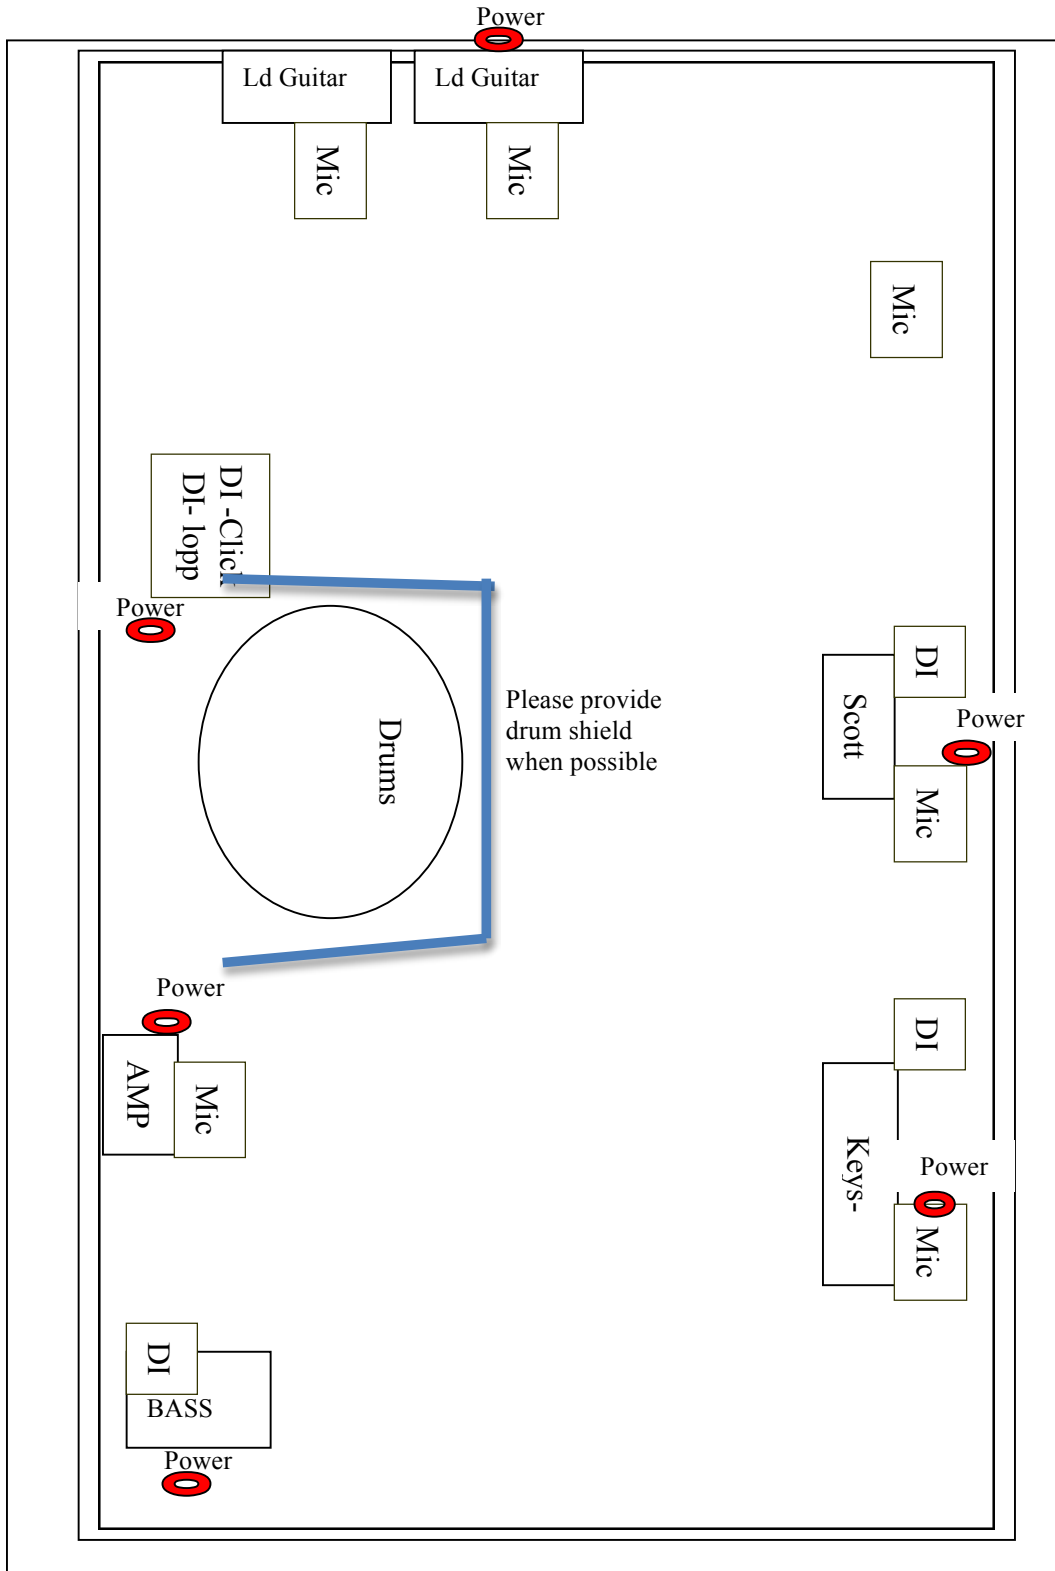 Power
Ld Guitar
Ld Guitar
Mic
Mic
Mic
DI -Click
DI- lopp
Power
DI
Scott
Power
Mic
Please provide
drum shield
when possible
Drums
Power
AMP
Mic
DI
Keys-
Power
Mic
DI
BASS
Power